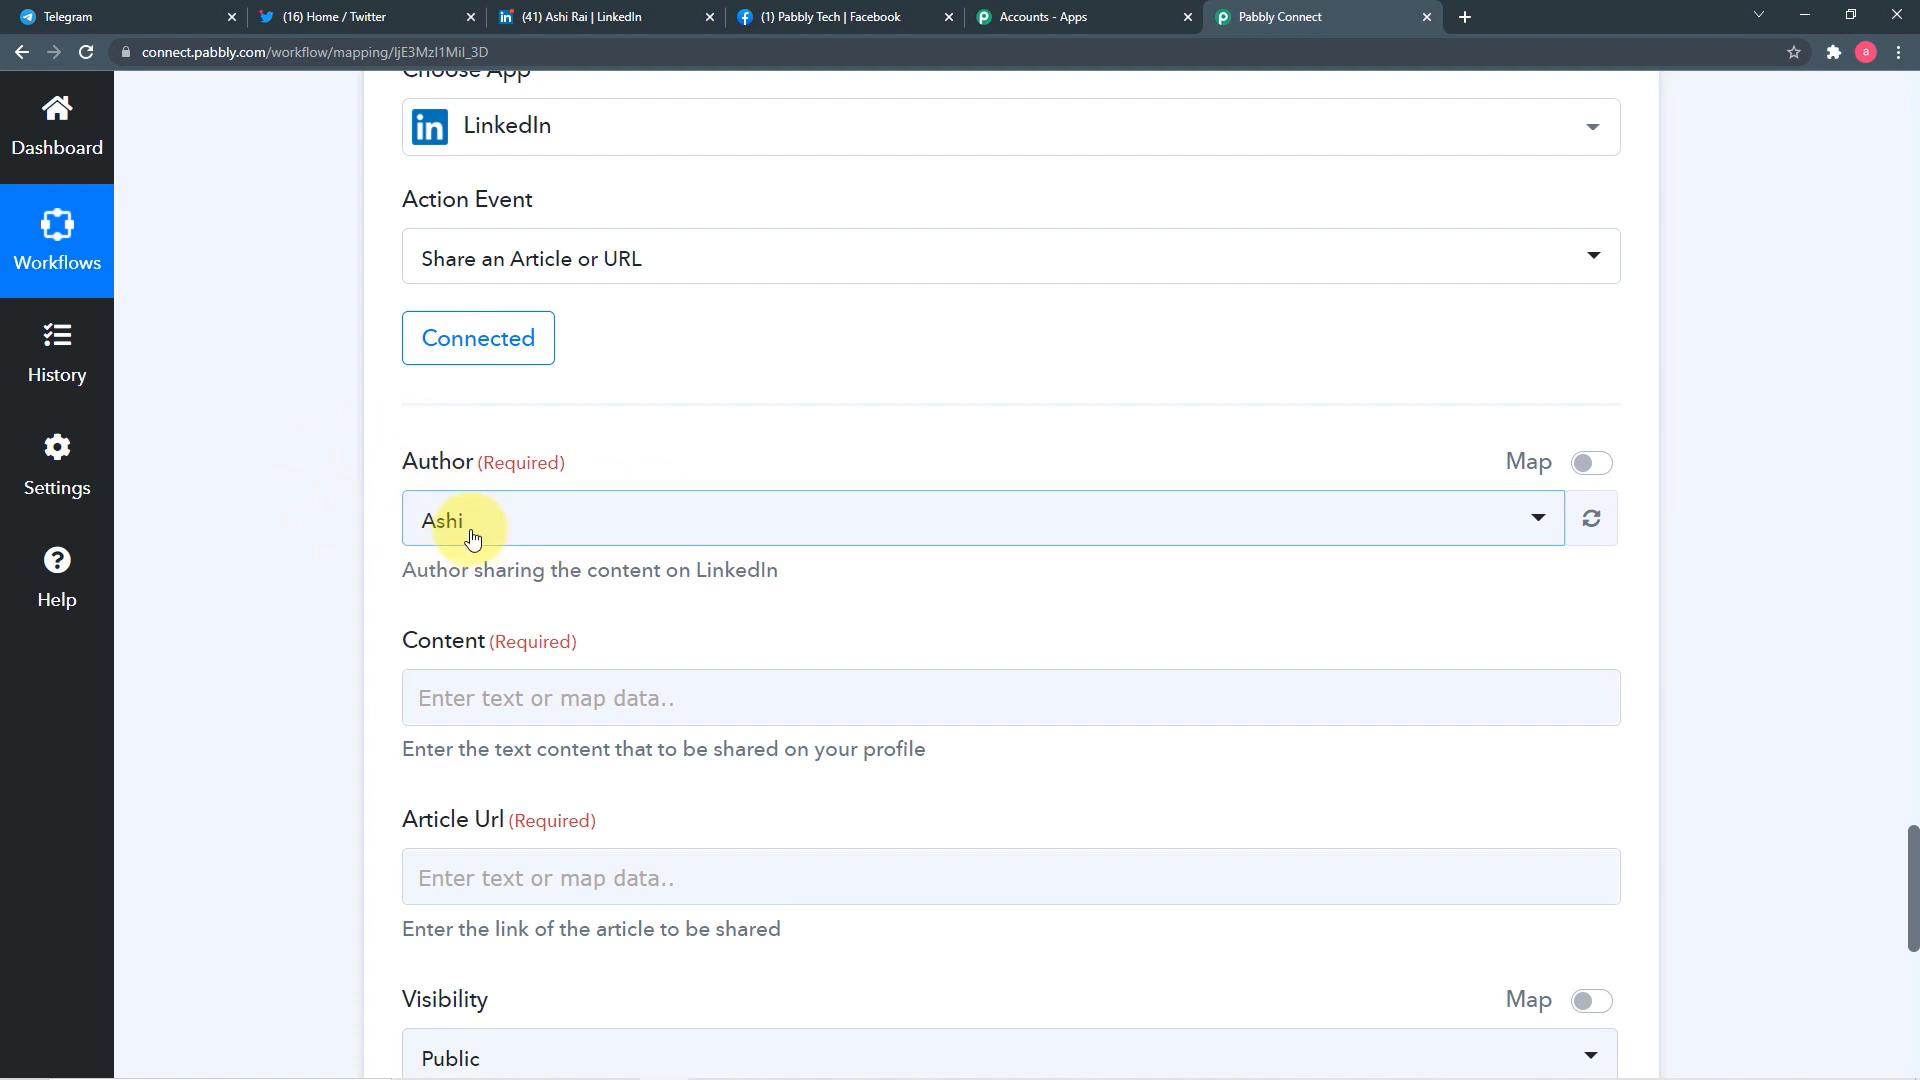 Telegram
(16) Home / Twitter
(41) Ashi Rai | LinkedIn
(1) Pabbly Tech | Facebook
Accounts - Apps
Pabbly Connect
connect.pabbly.com/workflow/mapping/IjE3MzI1MiI_3D
a
Choose App
in LinkedIn
Dashboard
Action Event
Share an Article or URL
Workflows
Connected
History
Author (Required)
Map
Settings
Ashi
Author sharing the content on LinkedIn
Help
Content (Required)
Enter text or map data..
Enter the text content that to be shared on your profile
Article Url (Required)
Enter text or map data..
Enter the link of the article to be shared
Visibility
Map
Public